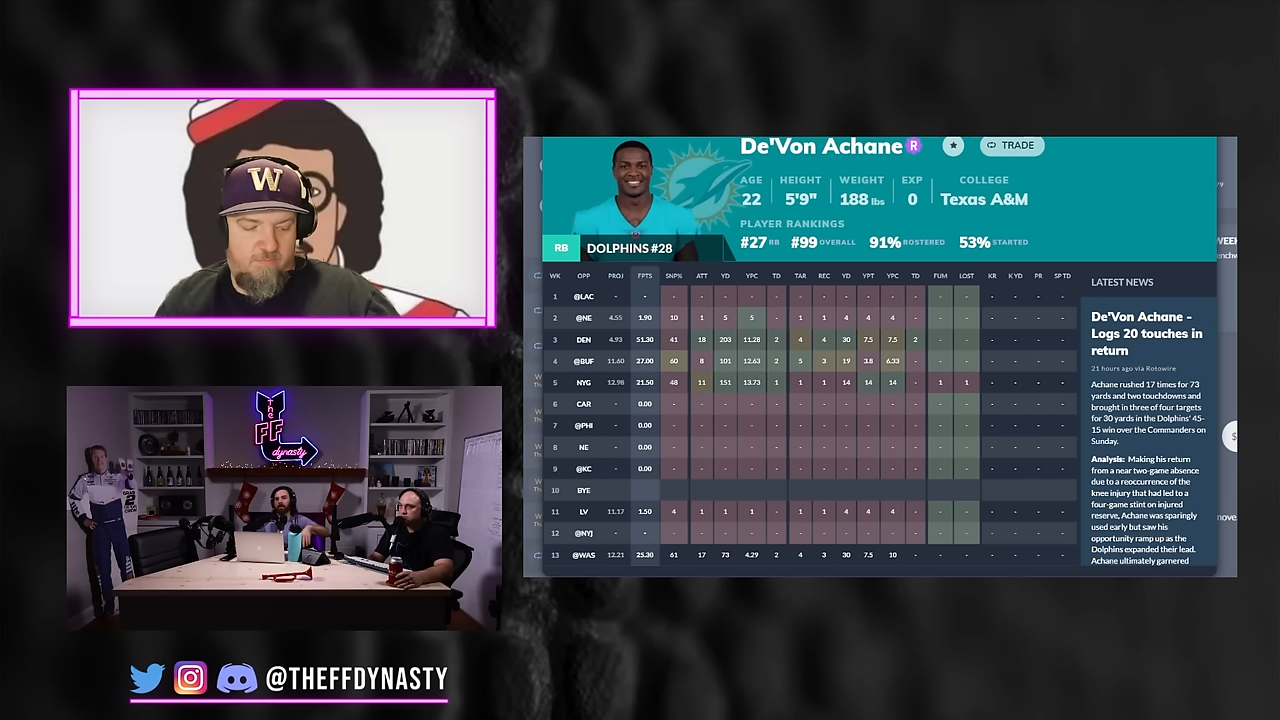 W
the
FF
dynasty
@THEFFDYNASTY
De'Von Achane R
TRADE
AGE HEIGHT WEIGHT EXP COLLEGE
22 5'9" 188 lbs 0 Texas A&M
PLAYER RANKINGS
#27 RB #99 OVERALL 91% ROSTERED 53% STARTED
RB DOLPHINS #28
WK OPP PROJ FPTS SNP% ATT YD YPC TD TAR REC YD YPT YPC TD FUM LOST KR K YD PR SP TD
1 @LAC - - - - - - - - - - - - - - - - - - -
2 @NE 4.55 1.90 10 1 5 5 - 1 1 4 4 4 - - - - - - -
3 DEN 4.93 51.30 41 18 203 11.28 2 4 4 30 7.5 7.5 2 - - - - - -
4 @BUF 11.60 27.00 60 8 101 12.63 2 5 3 19 3.8 6.33 - - - - - - -
5 NYG 12.98 21.50 48 11 151 13.73 1 1 1 14 14 14 - 1 1 - - - -
6 CAR - 0.00 - - - - - - - - - - - - - - - - -
7 @PHI - 0.00 - - - - - - - - - - - - - - - - -
8 NE - 0.00 - - - - - - - - - - - - - - - - -
9 @KC - 0.00 - - - - - - - - - - - - - - - - -
10 BYE
11 LV 11.17 1.50 4 1 1 1 - 1 1 4 4 4 - - - - - - -
12 @NYJ - - - - - - - - - - - - - - - - - - -
13 @WAS 12.21 25.30 61 17 73 4.29 2 4 3 30 7.5 10 - - - - - - -
LATEST NEWS
De'Von Achane -
Logs 20 touches in
return
21 hours ago via Rotowire
Achane rushed 17 times for 73
yards and two touchdowns and
brought in three of four targets
for 30 yards in the Dolphins' 45-
15 win over the Commanders on
Sunday.
Analysis: Making his return
from a near two-game absence
due to a reoccurrence of the
knee injury that had led to a
four-game stint on injured
reserve, Achane was sparingly
used early but saw his
opportunity ramp up as the
Dolphins expanded their lead.
Achane ultimately garnered